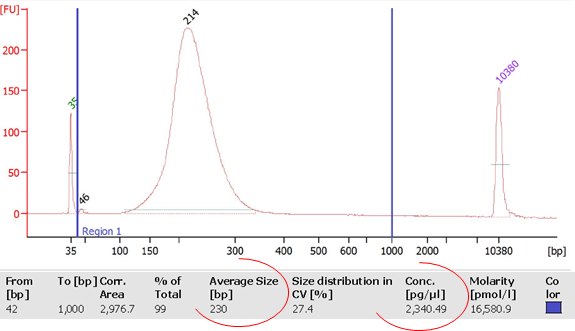 [FU]
214
200
150
35
10380
100
50
46
0
Region 1
35 100 150 300 400 500 600 1000 2000 10380 [bp]
From To [bp] Corr. % of Average Size Size distribution in Conc. Molarity Co
[bp] Area Total [bp] CV [%] [pg/µl] [pmol/l] lor
42 1,000 2,976.7 99 230 27.4 2,340.49 16,580.9